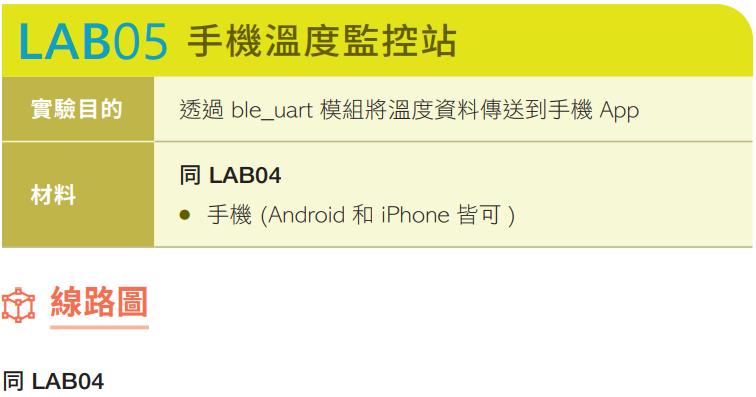 LAB05 手機溫度監控站
實驗目的
透過 ble_uart 模組將溫度資料傳送到手機 App
材料
同 LAB04
● 手機 (Android 和 iPhone 皆可 )
線路圖
同 LAB04